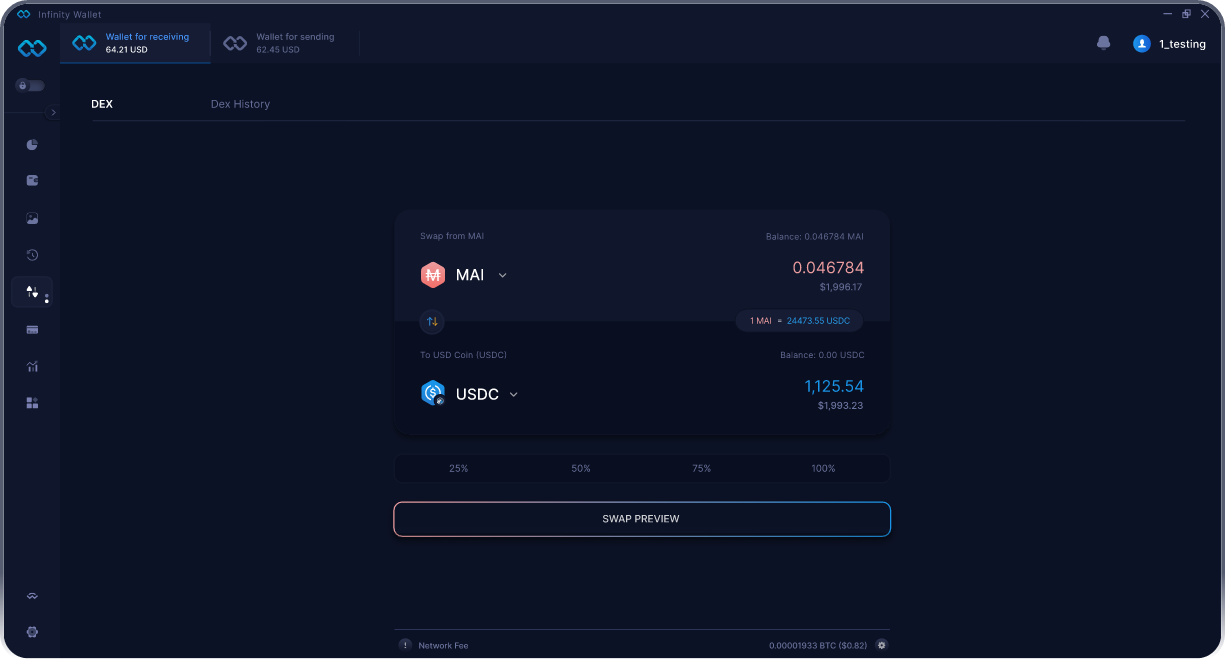 Infinity Wallet
Wallet for receiving
64.21 USD
Wallet for sending
62.45 USD
1_testing
DEX
Dex History
Swap from MAI
Balance: 0.046784 MAI
MAI
0.046784
$1,996.17
1 MAI = 24473.55 USDC
To USD Coin (USDC)
Balance: 0.00 USDC
USDC
1,125.54
$1,993.23
25%
50%
75%
100%
SWAP PREVIEW
! Network Fee
0.00001933 BTC ($0.82)